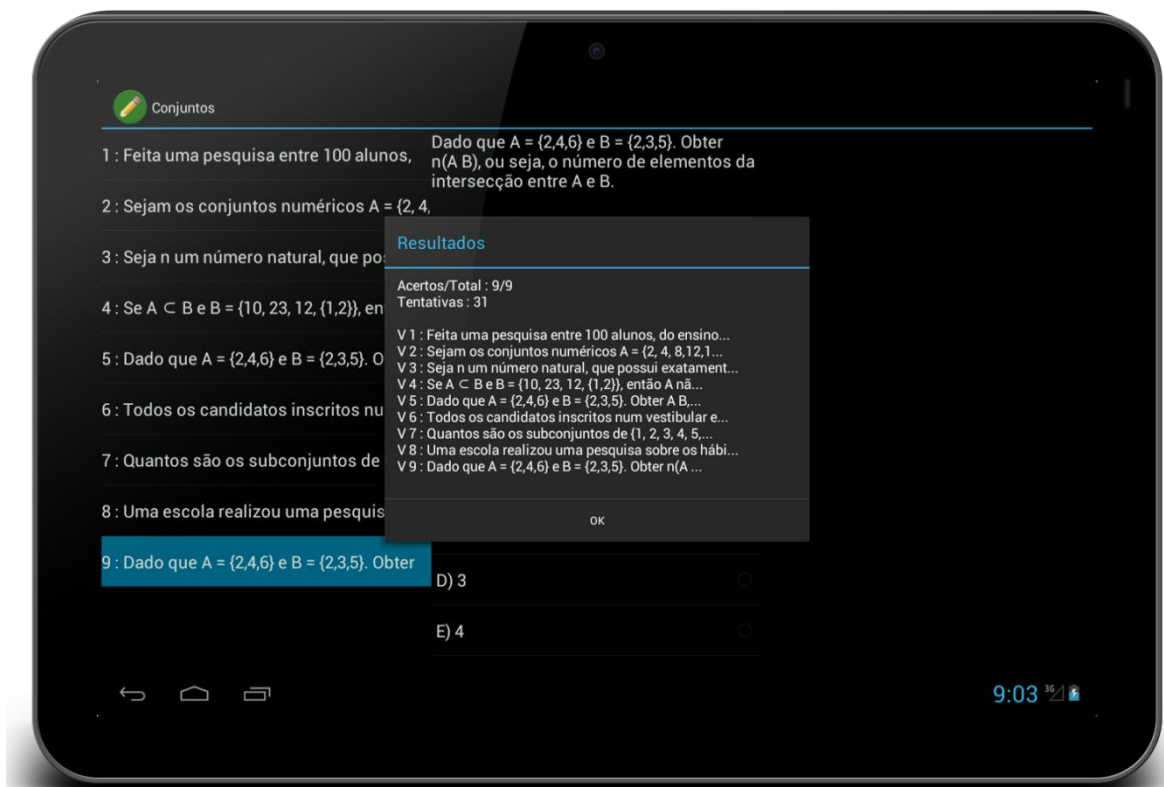 Conjuntos
1 : Feita uma pesquisa entre 100 alunos,
2 : Sejam os conjuntos numéricos A = {2, 4,
3 : Seja n um número natural, que po
4 : Se A ⊂ B e B = {10, 23, 12, {1,2}}, en
5 : Dado que A = {2,4,6} e B = {2,3,5}. O
6 : Todos os candidatos inscritos nu
7 : Quantos são os subconjuntos de
8 : Uma escola realizou uma pesquis
9 : Dado que A = {2,4,6} e B = {2,3,5}. Obter
Dado que A = {2,4,6} e B = {2,3,5}. Obter
n(A B), ou seja, o número de elementos da
intersecção entre A e B.
Resultados
Acertos/Total : 9/9
Tentativas : 31
V 1 : Feita uma pesquisa entre 100 alunos, do ensino...
V 2 : Sejam os conjuntos numéricos A = {2, 4, 8,12,1...
V 3 : Seja n um número natural, que possui exatament...
V 4 : Se A ⊂ B e B = {10, 23, 12, {1,2}}, então A nã...
V 5 : Dado que A = {2,4,6} e B = {2,3,5}. Obter A B,...
V 6 : Todos os candidatos inscritos num vestibular e...
V 7 : Quantos são os subconjuntos de {1, 2, 3, 4, 5,...
V 8 : Uma escola realizou uma pesquisa sobre os hábi...
V 9 : Dado que A = {2,4,6} e B = {2,3,5}. Obter n(A ...
OK
D) 3
E) 4
9:03 3G